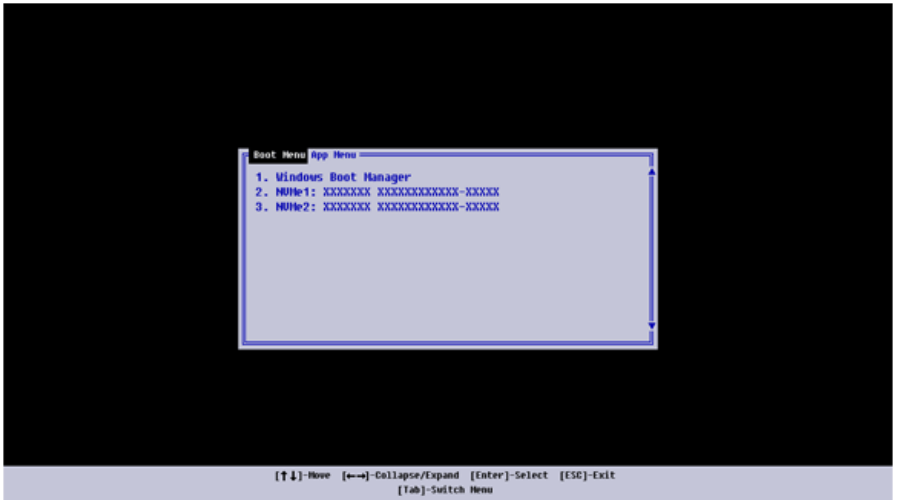 Boot Menu App Menu
1. Windows Boot Manager
2. NVMe1: XXXXXXX XXXXXXXXXXXX-XXXXX
3. NVMe2: XXXXXXX XXXXXXXXXXXX-XXXXX
[↑↓]-Move [←→]-Collapse/Expand [Enter]-Select [ESC]-Exit
[Tab]-Switch Menu